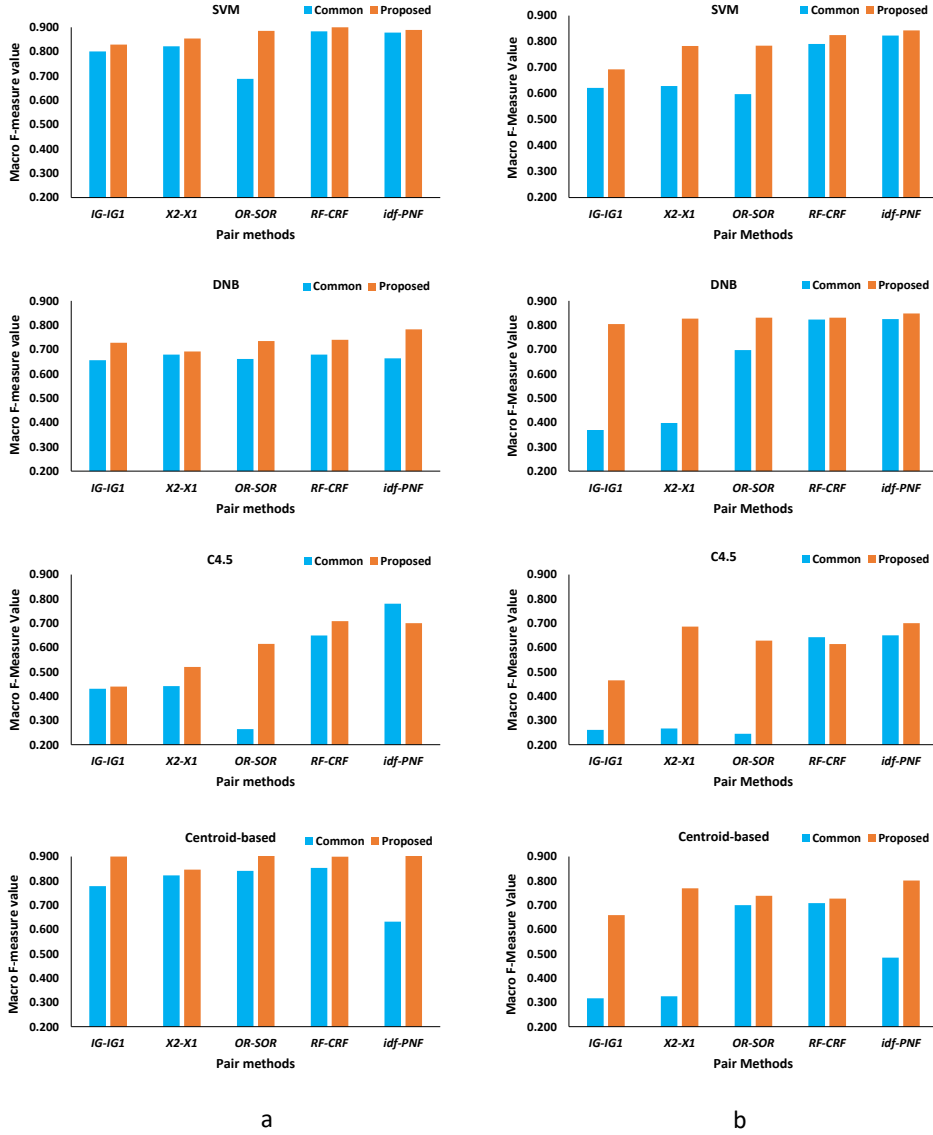 SVM
Common Proposed
Macro F-measure value
0.900
0.800
0.700
0.600
0.500
0.400
0.300
0.200
IG-IG1 X2-X1 OR-SOR RF-CRF idf-PNF
Pair methods
SVM
Common Proposed
Macro F-Measure Value
0.900
0.800
0.700
0.600
0.500
0.400
0.300
0.200
IG-IG1 X2-X1 OR-SOR RF-CRF idf-PNF
Pair Methods
DNB
Common Proposed
Macro F-measure value
0.900
0.800
0.700
0.600
0.500
0.400
0.300
0.200
IG-IG1 X2-X1 OR-SOR RF-CRF idf-PNF
Pair methods
DNB
Common Proposed
Macro F-Measure Value
0.900
0.800
0.700
0.600
0.500
0.400
0.300
0.200
IG-IG1 X2-X1 OR-SOR RF-CRF idf-PNF
Pair Methods
C4.5
Common Proposed
Macro F-Measure Value
0.900
0.800
0.700
0.600
0.500
0.400
0.300
0.200
IG-IG1 X2-X1 OR-SOR RF-CRF idf-PNF
Pair methods
C4.5
Common Proposed
Macro F-Measure Value
0.900
0.800
0.700
0.600
0.500
0.400
0.300
0.200
IG-IG1 X2-X1 OR-SOR RF-CRF idf-PNF
Pair Methods
Centroid-based
Common Proposed
Macro F-measure value
0.900
0.800
0.700
0.600
0.500
0.400
0.300
0.200
IG-IG1 X2-X1 OR-SOR RF-CRF idf-PNF
Pair methods
Centroid-based
Common Proposed
Macro F-Measure Value
0.900
0.800
0.700
0.600
0.500
0.400
0.300
0.200
IG-IG1 X2-X1 OR-SOR RF-CRF idf-PNF
Pair Methods
a
b